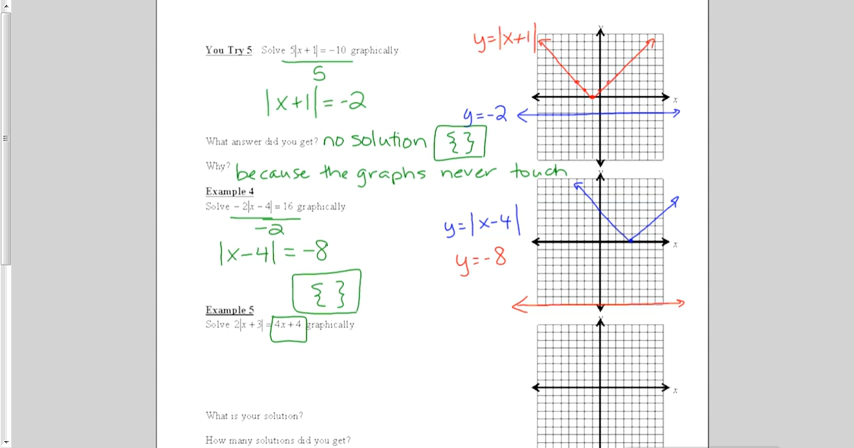 You Try 5 Solve 5|x + 1| = -10 graphically
5
|x+1| = -2
y=|x+1|
x
y=-2
What answer did you get? no solution { }
Why? because the graphs never touch
Example 4
Solve -2|x - 4| = 16 graphically
-2
|x-4| = -8
{ }
y=|x-4|
y=-8
x
Example 5
Solve 2|x + 3| = 4x + 4 graphically
x
What is your solution?
How many solutions did you get?